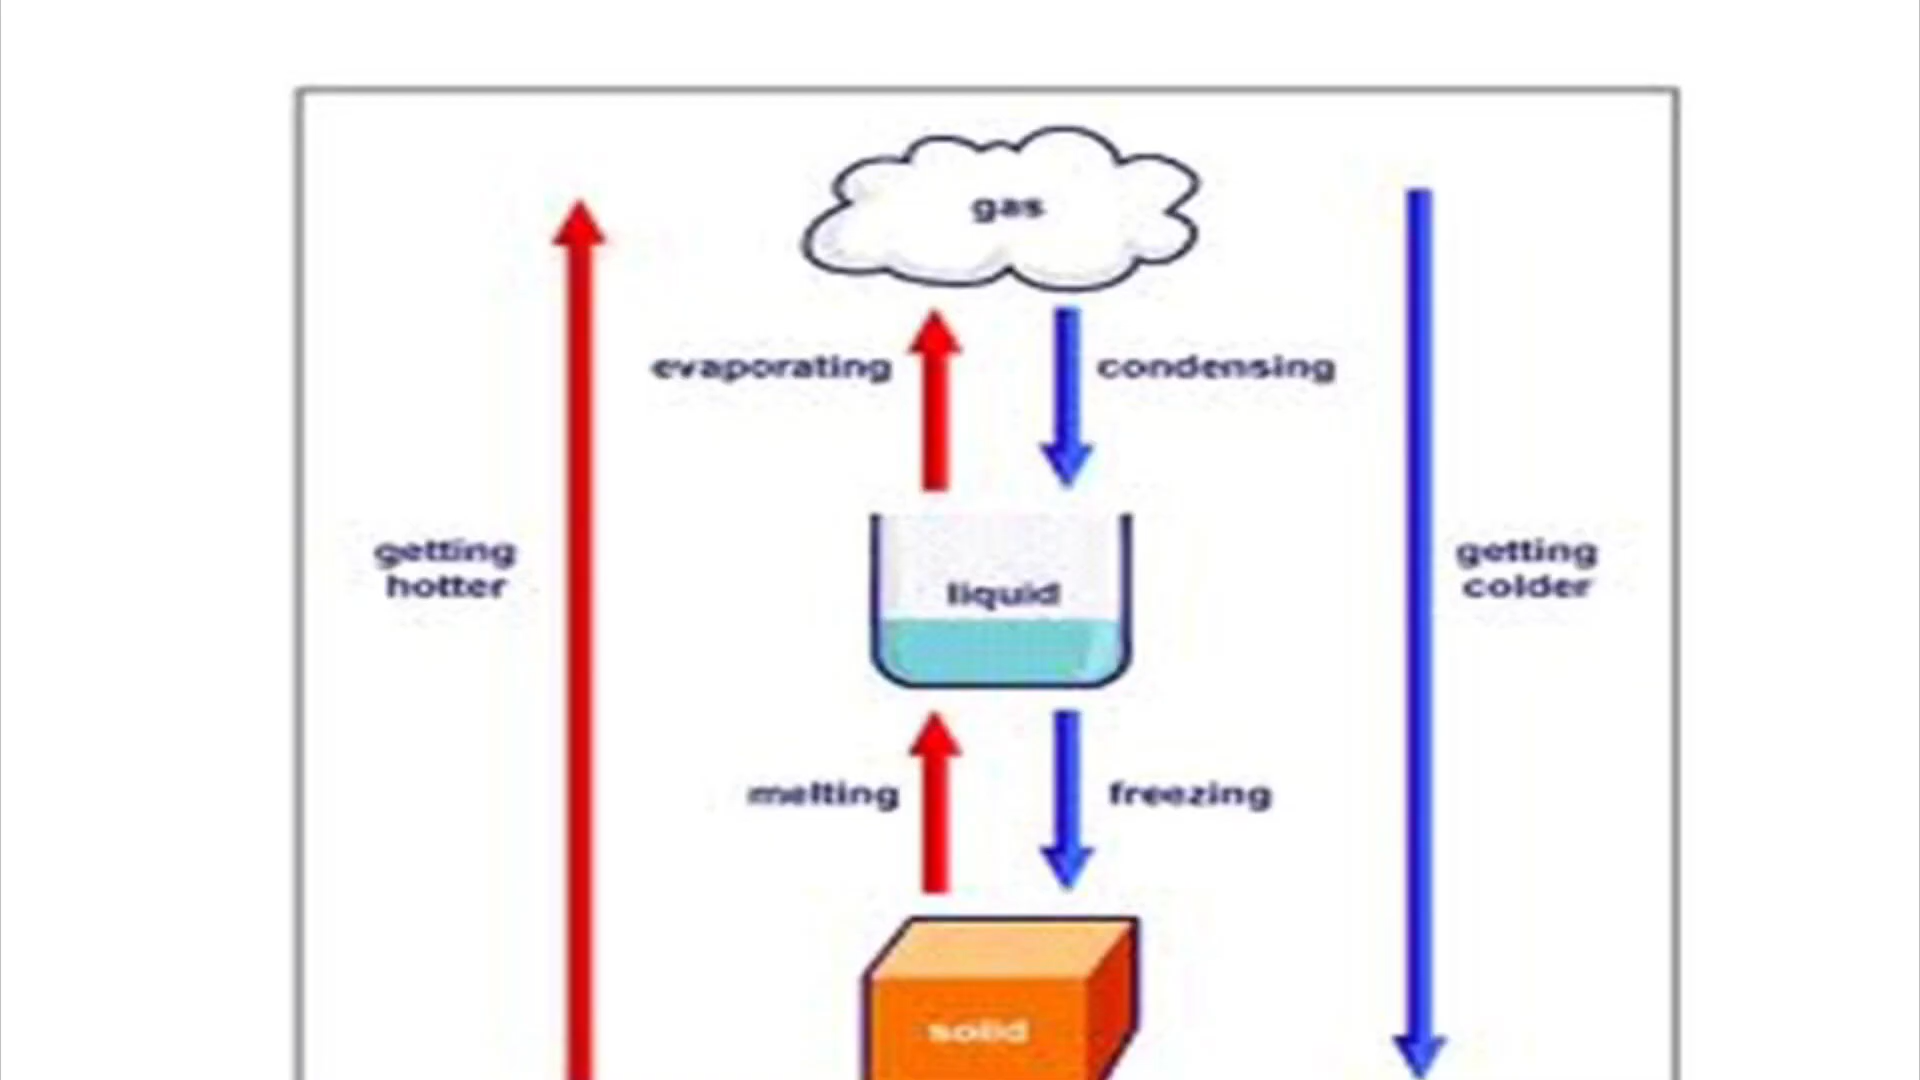 gas
evaporating
condensing
getting
hotter
liquid
getting
colder
melting
freezing
solid